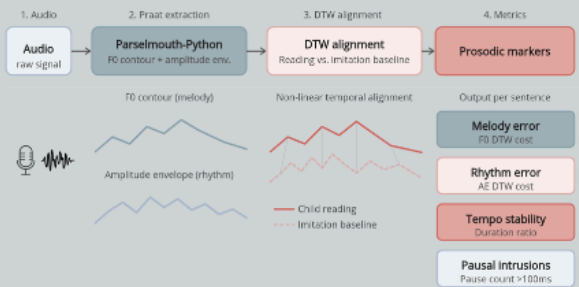 1. Audio
2. Praat extraction
3. DTW alignment
4. Metrics
Audio
raw signal
Parselmouth-Python
F0 contour + amplitude env.
DTW alignment
Reading vs. imitation baseline
Prosodic markers
F0 contour (melody)
Amplitude envelope (rhythm)
Non-linear temporal alignment
Child reading
Imitation baseline
Output per sentence
Melody error
F0 DTW cost
Rhythm error
AE DTW cost
Tempo stability
Duration ratio
Pausal intrusions
Pause count >100ms